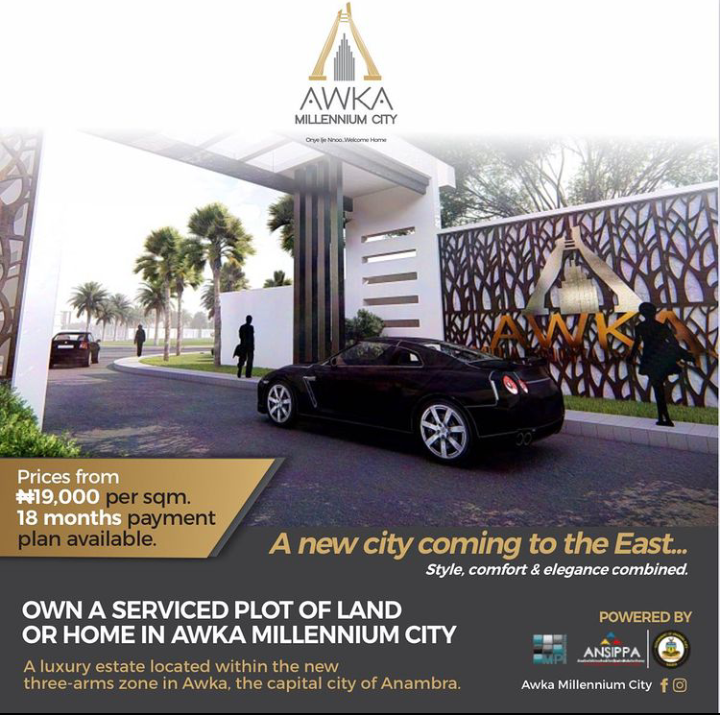 AWKA
MILLENNIUM CITY
Onye Ije Nnoo..Welcome Home
AWKA
Prices from
₦19,000 per sqm.
18 months payment
plan available.
A new city coming to the East...
Style, comfort & elegance combined.
OWN A SERVICED PLOT OF LAND
OR HOME IN AWKA MILLENNIUM CITY
A luxury estate located within the new
three-arms zone in Awka, the capital city of Anambra.
POWERED BY
ANSIPPA
Awka Millennium City